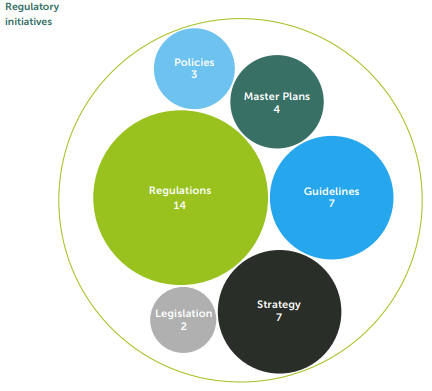 Regulatory
initiatives
Policies
3
Master Plans
4
Regulations
14
Guidelines
7
Strategy
7
Legislation
2